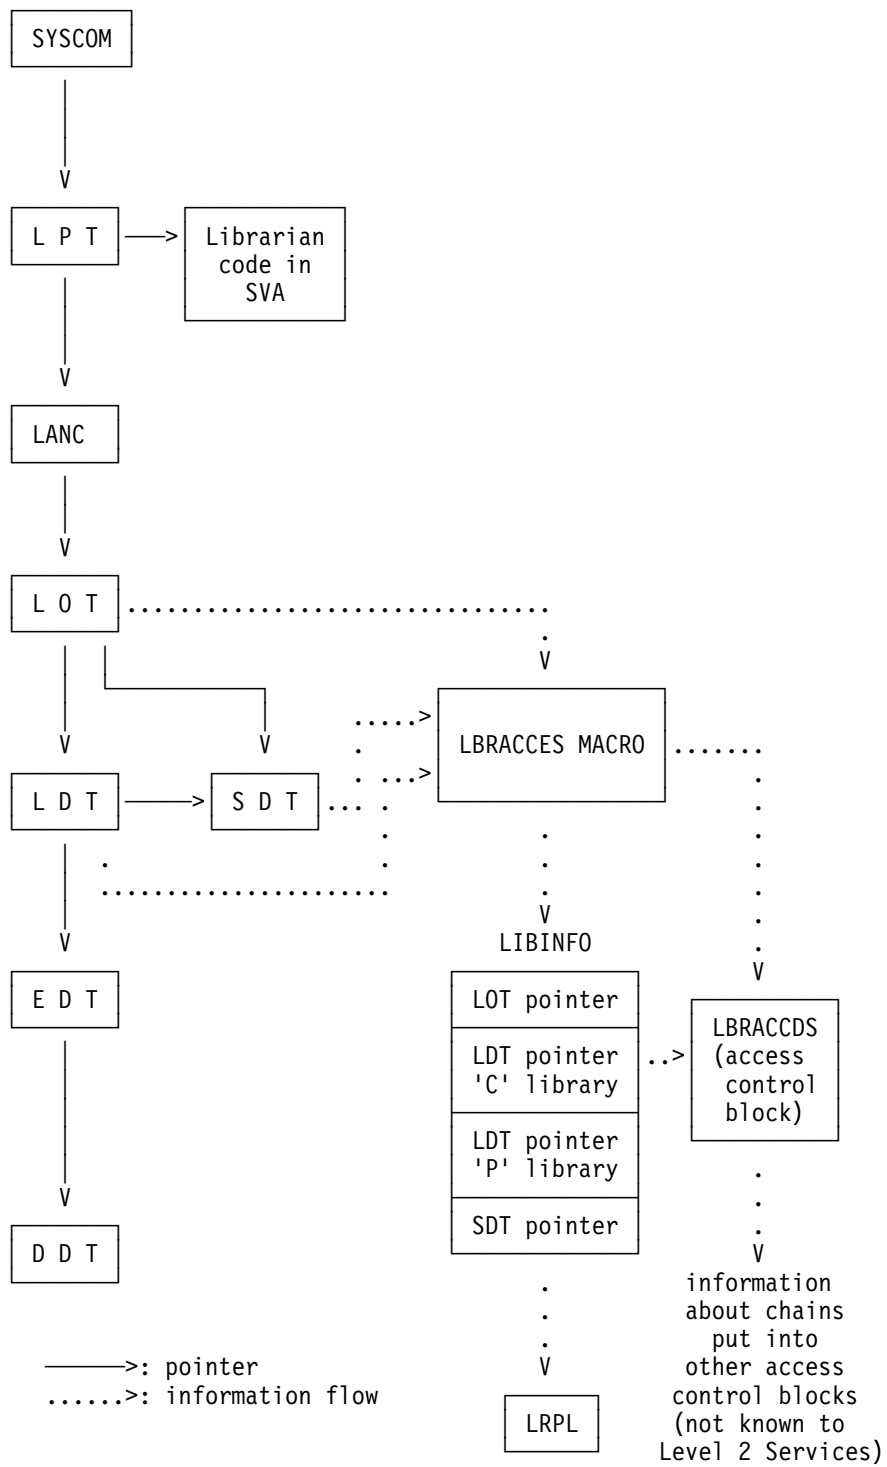 SYSCOM
L P T
Librarian
code in
SVA
LANC
L O T
LBRACCES MACRO
L D T
S D T
LIBINFO
E D T
LOT pointer
LDT pointer
'C' library
LBRACCDS
(access
control
block)
LDT pointer
'P' library
SDT pointer
D D T
information
about chains
put into
other access
control blocks
(not known to
Level 2 Services)
———>: pointer
......>: information flow
LRPL